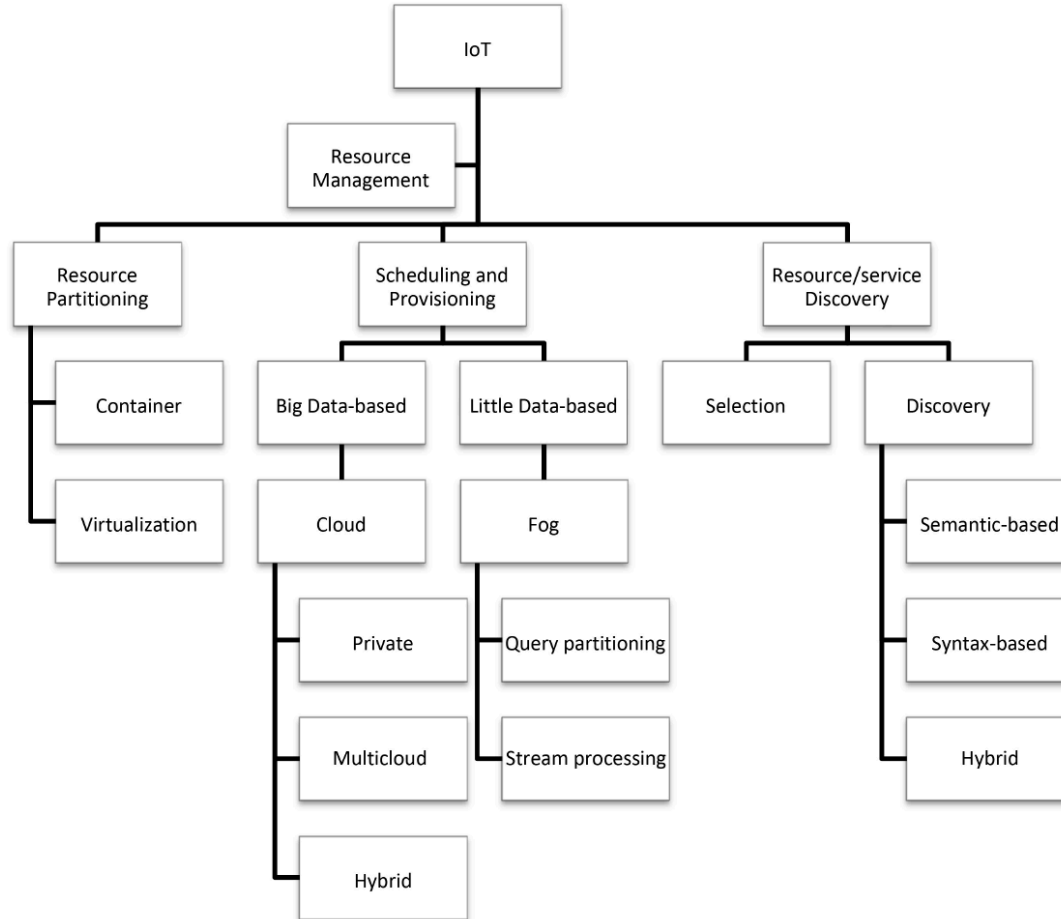 IoT
Resource
Management
Resource
Partitioning
Scheduling and
Provisioning
Resource/service
Discovery
Container
Big Data-based
Little Data-based
Selection
Discovery
Virtualization
Cloud
Fog
Semantic-based
Private
Query partitioning
Syntax-based
Multicloud
Stream processing
Hybrid
Hybrid